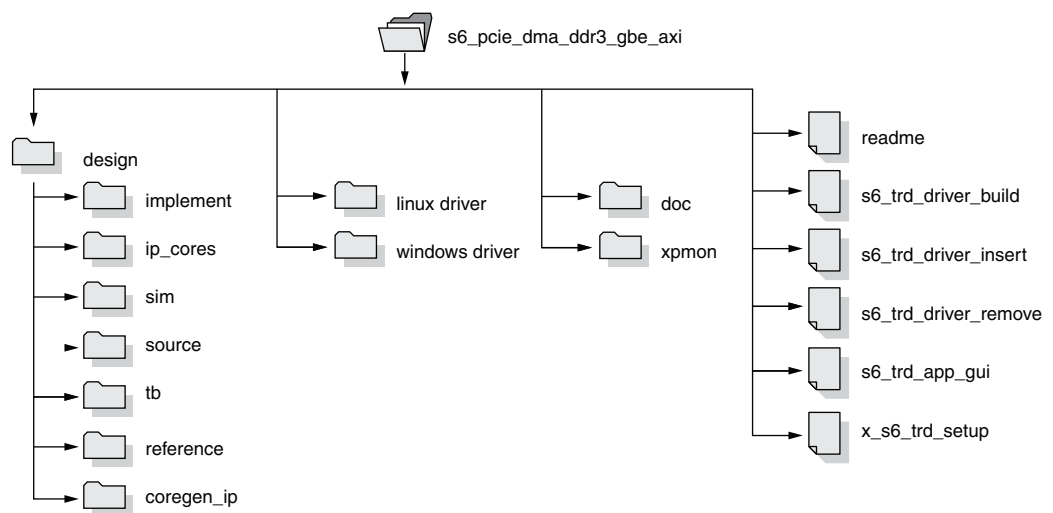 s6_pcie_dma_ddr3_gbe_axi
design
implement
ip_cores
sim
source
tb
reference
coregen_ip
linux driver
windows driver
doc
xpmon
readme
s6_trd_driver_build
s6_trd_driver_insert
s6_trd_driver_remove
s6_trd_app_gui
x_s6_trd_setup